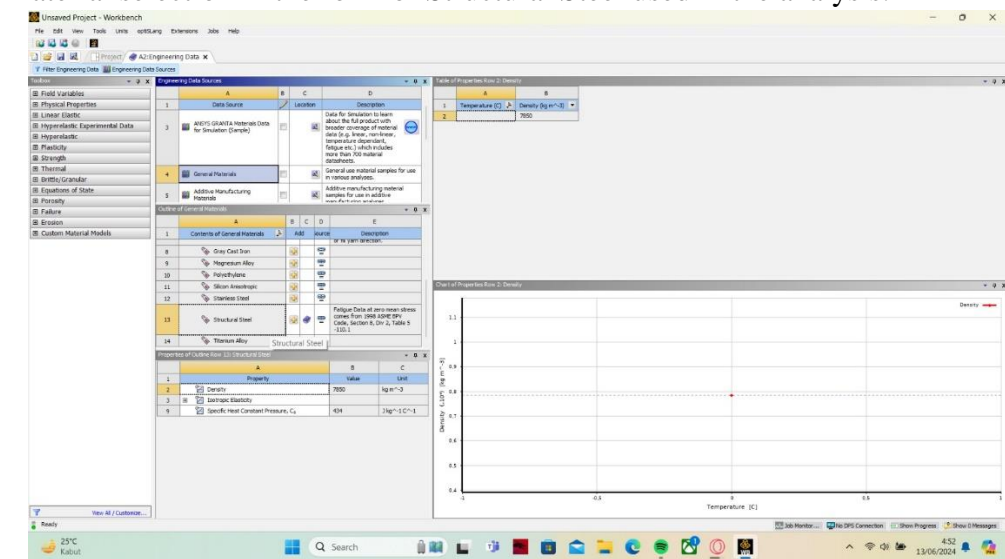 Unsaved Project - Workbench
File Edit View Tools Units optiSLang Extensions Jobs Help
Project A2:Engineering Data
Filter Engineering Data Engineering Data Sources
Toolbox
Field Variables
Physical Properties
Linear Elastic
Hyperelastic Experimental Data
Hyperelastic
Plasticity
Strength
Thermal
Brittle/Granular
Equations of State
Porosity
Failure
Erosion
Custom Material Models
View All / Customize...
Engineering Data Sources
A B C D
1 Data Source Location Description
3 ANSYS GRANTA Materials Data for Simulation (Sample)
Data for Simulation to learn
about the full product with
broader coverage of material
data (e.g. linear, non-linear,
temperature dependent,
fatigue etc.) which includes
more than 700 material
datasheets.
4 General Materials
General use material samples for use
in various analyses.
5 Additive Manufacturing Materials
Additive manufacturing material
samples for use in additive
manufacturing analyses.
Outline of General Materials
A B C D E
1 Contents of General Materials Add Source Description
8 Gray Cast Iron
9 Magnesium Alloy
10 Polyethylene
11 Silicon Anisotropic
12 Stainless Steel
13 Structural Steel
Fatigue Data at zero mean stress
comes from 1998 ASME BPV
Code, Section 8, Div 2, Table 5
-110.1
14 Titanium Alloy
Structural Steel
Properties of Outline Row 13: Structural Steel
A B C
1 Property Value Unit
2 Density 7850 kg m^-3
3 Isotropic Elasticity
9 Specific Heat Constant Pressure, Cₚ 434 J kg^-1 C^-1
Table of Properties Row 2: Density
A B
1 Temperature (C) Density (kg m^-3)
2 7850
Chart of Properties Row 2: Density
Density
1.1
1
0.9
0.8
0.7
0.6
0.5
0.4
Density (.10⁴) [kg m^-3]
-1 -0.5 0 0.5 1
Temperature [C]
Ready
Job Monitor... No DPS Connection Show Progress Show 0 Messages
25°C
Kabut
Search
4:52
13/06/2024